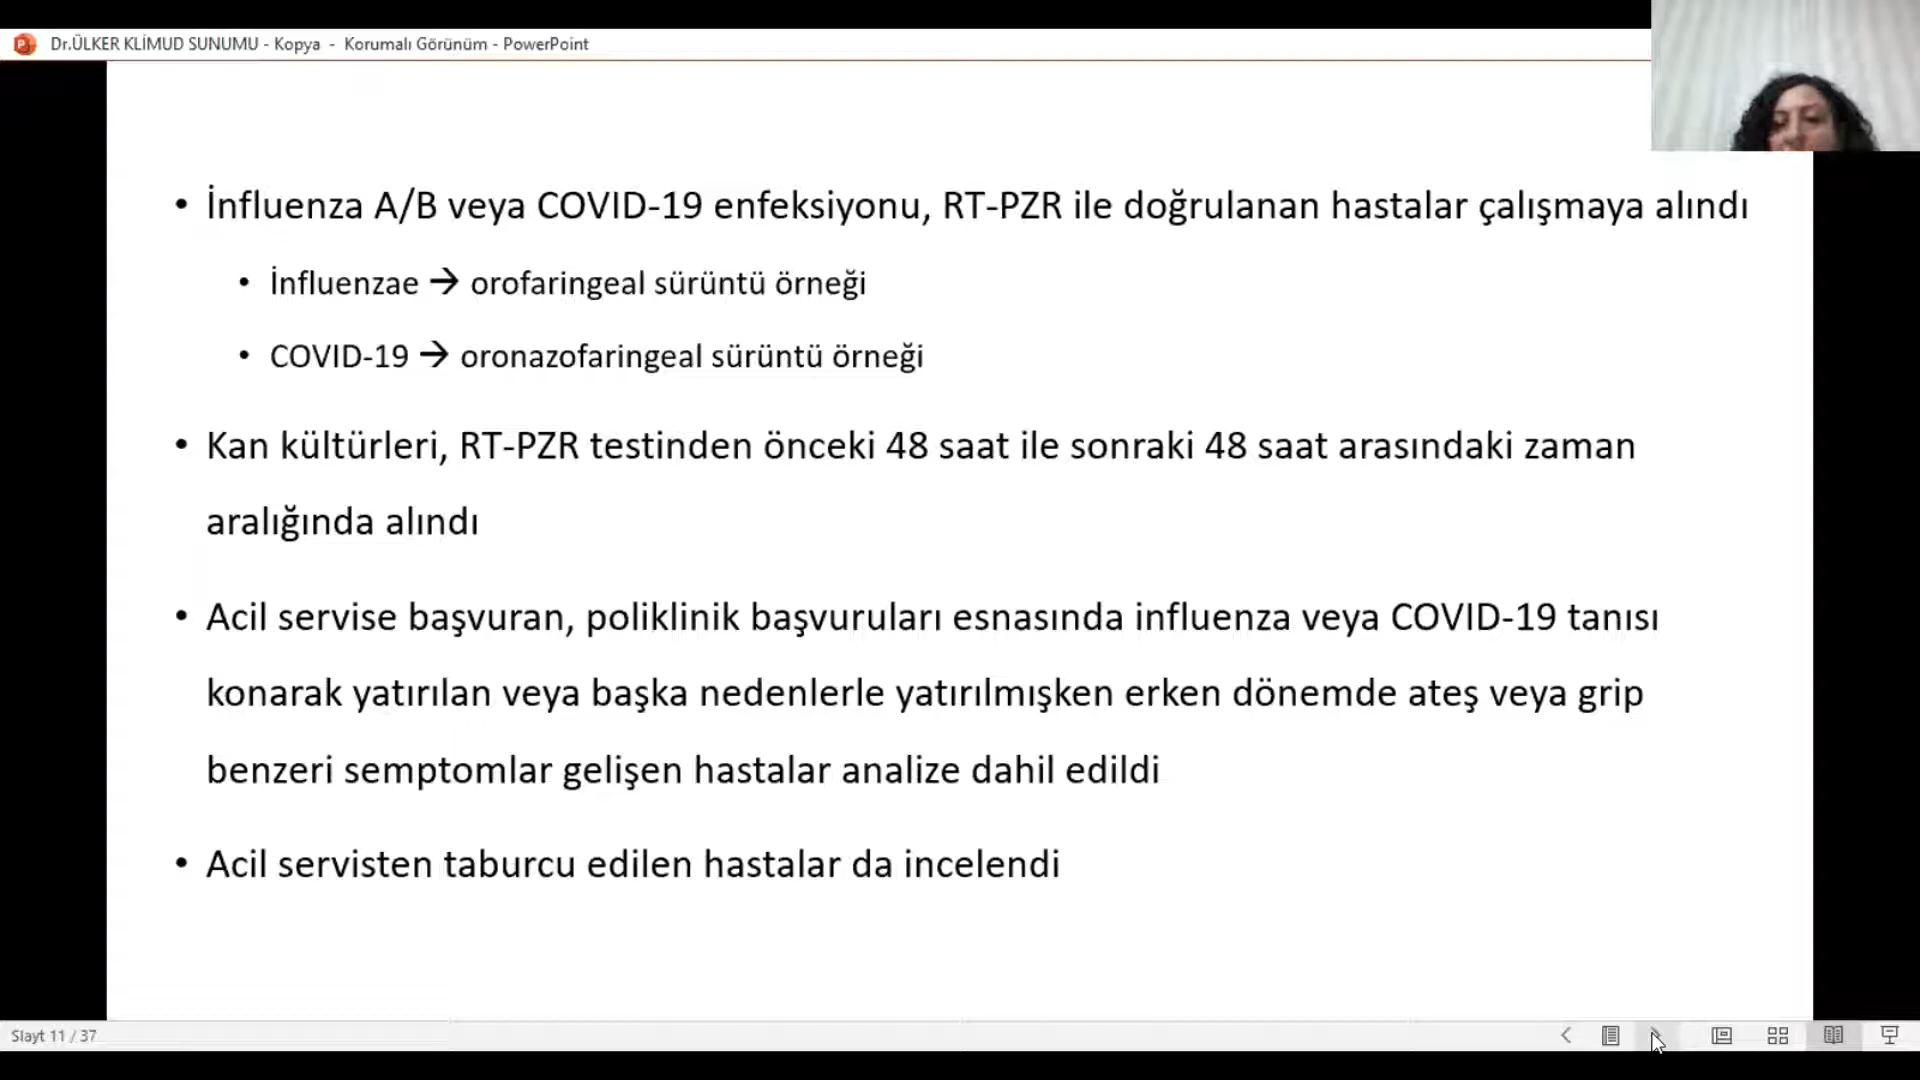 Dr.ÜLKER KLİMUD SUNUMU - Kopya - Korumalı Görünüm - PowerPoint
• İnfluenza A/B veya COVID-19 enfeksiyonu, RT-PZR ile doğrulanan hastalar çalışmaya alındı
• İnfluenzae → orofaringeal sürüntü örneği
• COVID-19 → oronazofaringeal sürüntü örneği
• Kan kültürleri, RT-PZR testinden önceki 48 saat ile sonraki 48 saat arasındaki zaman
aralığında alındı
• Acil servise başvuran, poliklinik başvuruları esnasında influenza veya COVID-19 tanısı
konarak yatırılan veya başka nedenlerle yatırılmışken erken dönemde ateş veya grip
benzeri semptomlar gelişen hastalar analize dahil edildi
• Acil servisten taburcu edilen hastalar da incelendi
Slayt 11 / 37